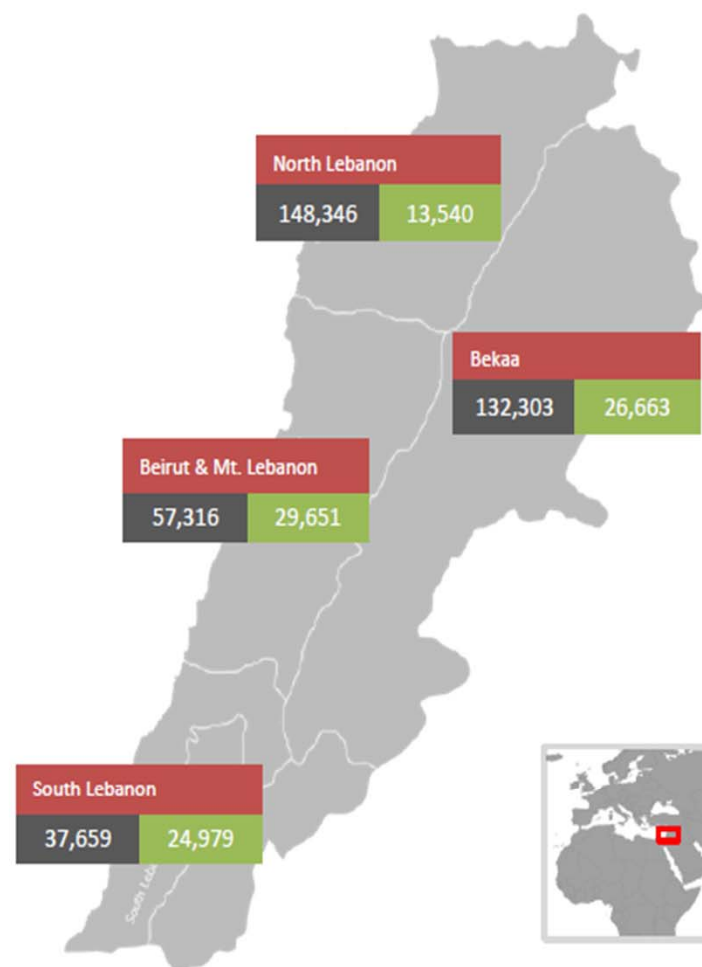 North Lebanon
148,346 13,540
Bekaa
132,303 26,663
Beirut & Mt. Lebanon
57,316 29,651
South Lebanon
37,659 24,979
South